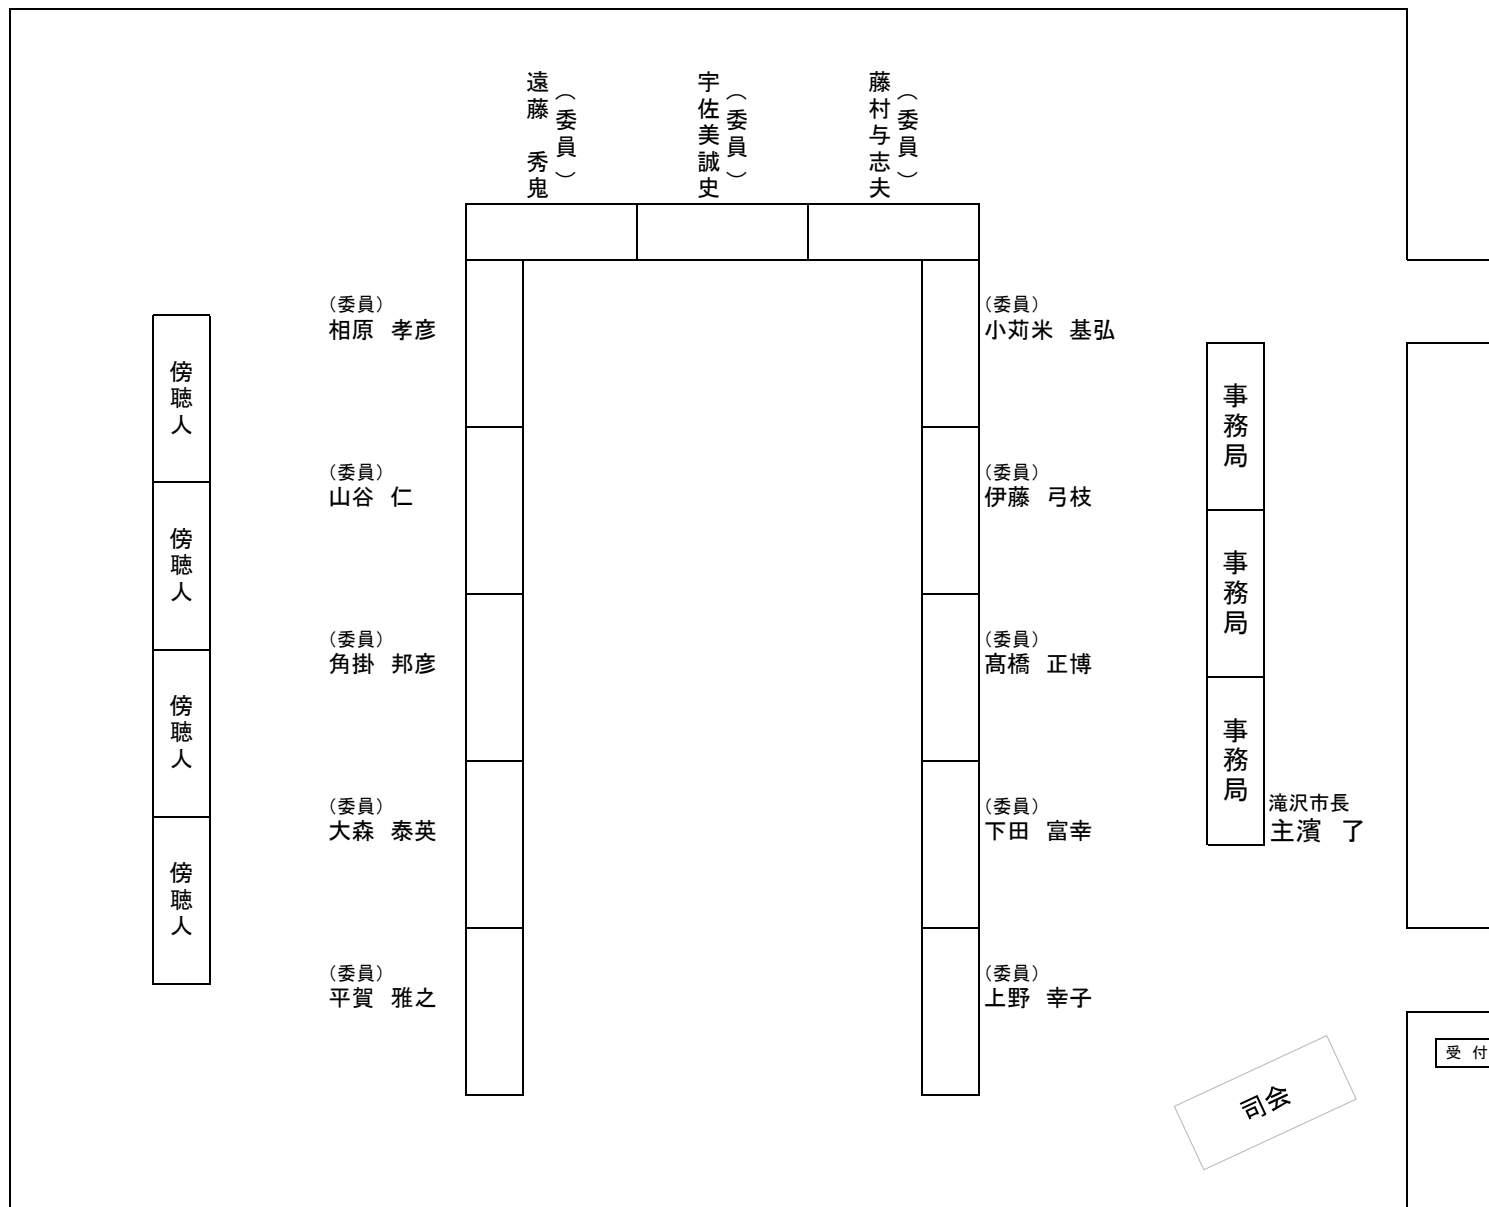 （委員）
藤村与志夫
（委員）
宇佐美誠史
（委員）
遠藤　秀鬼
（委員）
相原　孝彦
（委員）
小苅米　基弘
（委員）
山谷　仁
（委員）
伊藤　弓枝
（委員）
角掛　邦彦
（委員）
髙橋　正博
（委員）
大森　泰英
（委員）
下田　富幸
（委員）
平賀　雅之
（委員）
上野　幸子
傍聴人
傍聴人
傍聴人
傍聴人
事務局
事務局
事務局
滝沢市長
主濱　了
司会
受　付